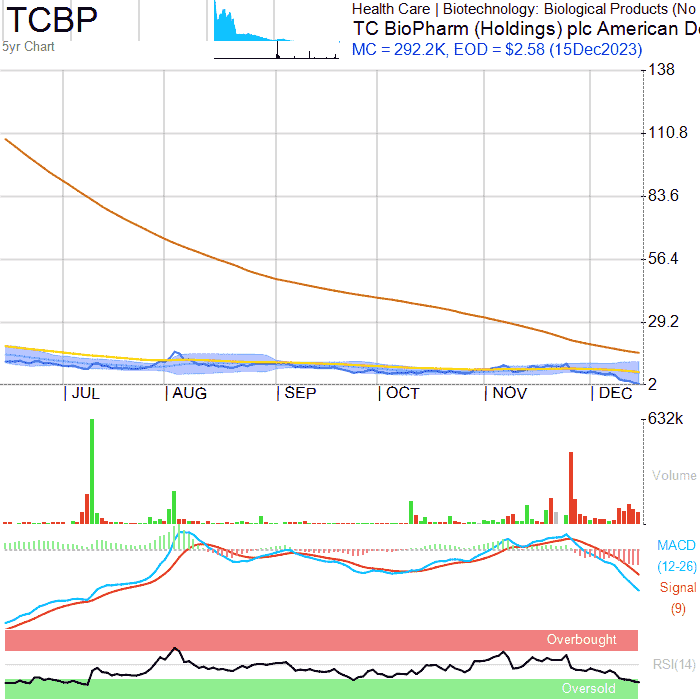 TCBP
5yr Chart
Health Care | Biotechnology: Biological Products (No
TC BioPharm (Holdings) plc American De
MC = 292.2K, EOD = $2.58 (15Dec2023)
138
110.8
83.6
56.4
29.2
2
JUL AUG SEP OCT NOV DEC
632k
Volume
MACD
(12-26)
Signal
(9)
Overbought
RSI(14)
Oversold